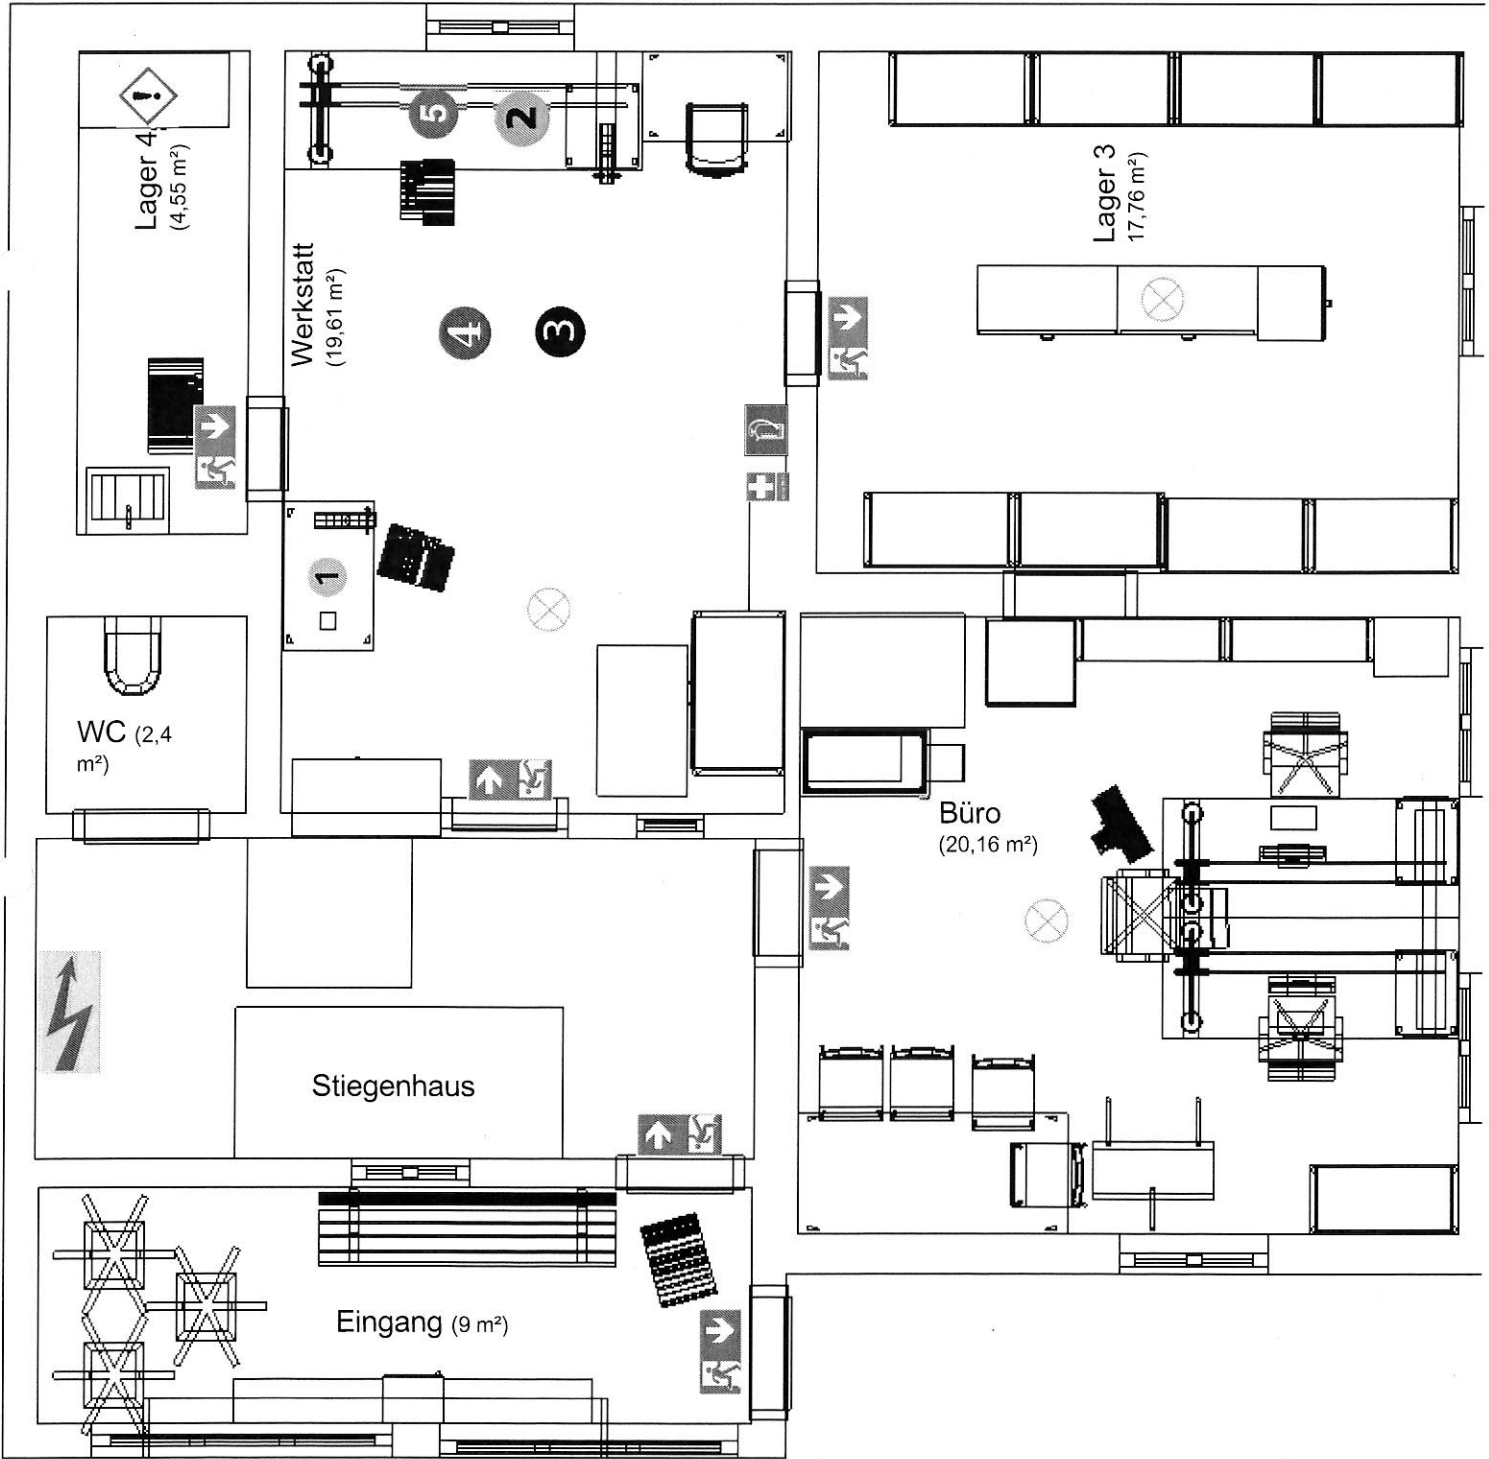 Lager 4
(4,55 m²)
5
2
Lager 3
17,76 m²)
Werkstatt
(19,61 m²)
4
3
1
WC (2,4
m²)
Büro
(20,16 m²)
Stiegenhaus
Eingang (9 m²)